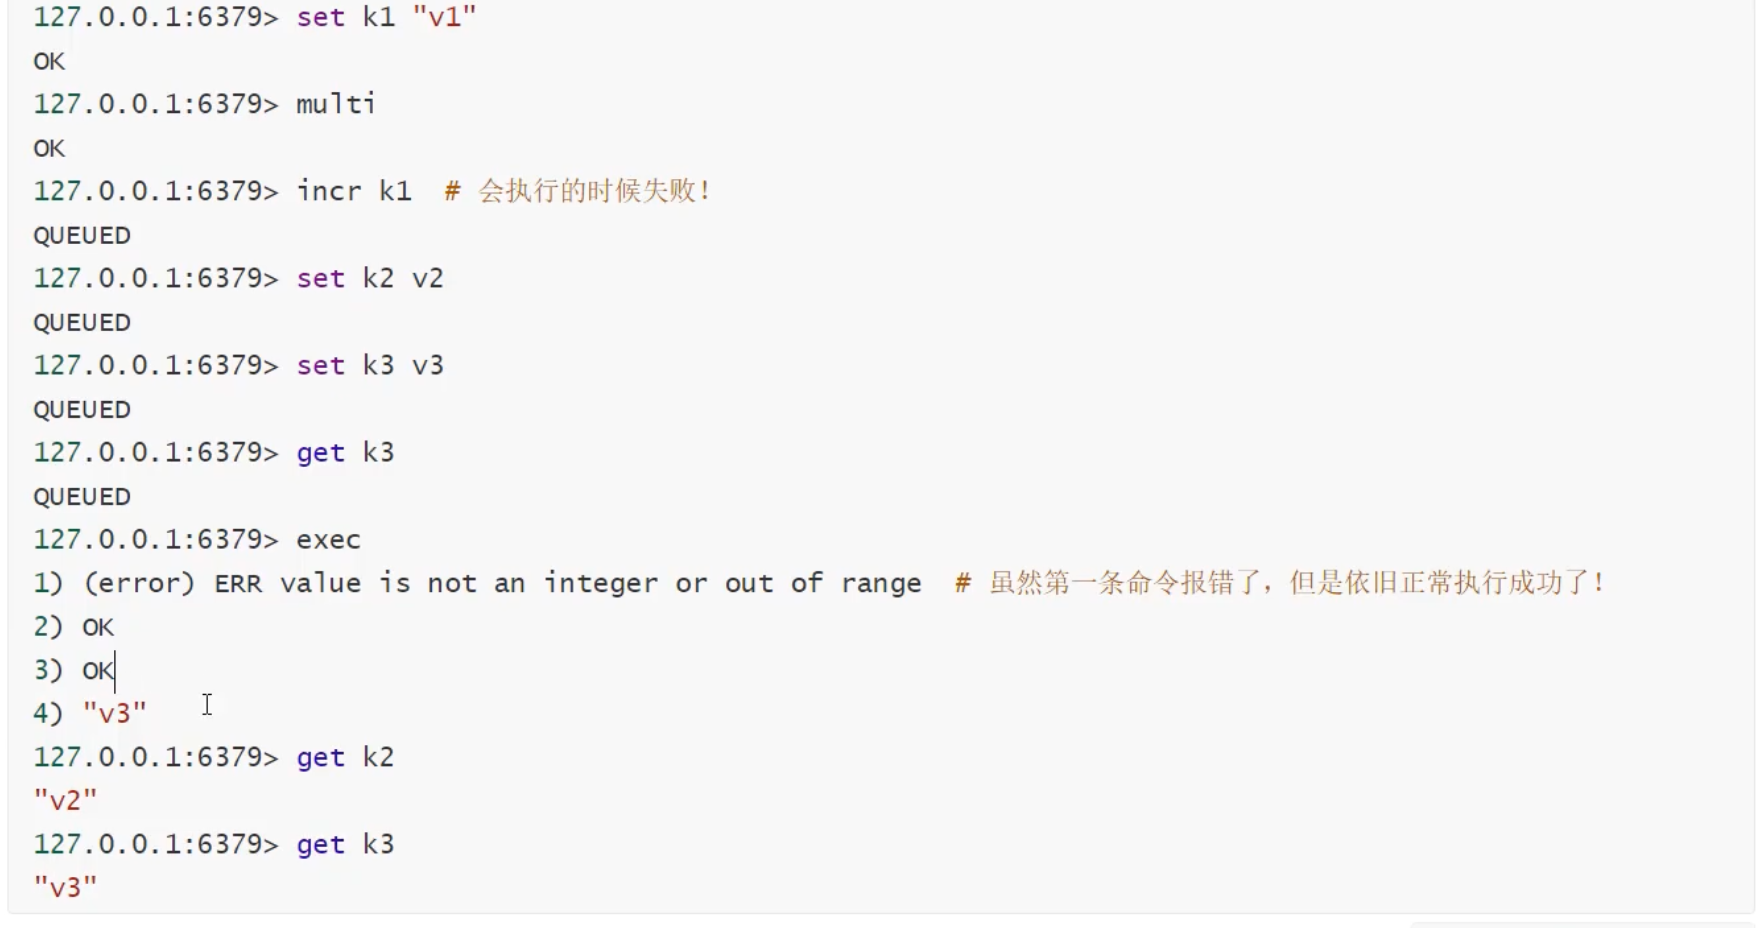 127.0.0.1:6379> set k1 "v1"
OK
127.0.0.1:6379> multi
OK
127.0.0.1:6379> incr k1  # 会执行的时候失败！
QUEUED
127.0.0.1:6379> set k2 v2
QUEUED
127.0.0.1:6379> set k3 v3
QUEUED
127.0.0.1:6379> get k3
QUEUED
127.0.0.1:6379> exec
1) (error) ERR value is not an integer or out of range  # 虽然第一条命令报错了，但是依旧正常执行成功了！
2) OK
3) OK
4) "v3"
127.0.0.1:6379> get k2
"v2"
127.0.0.1:6379> get k3
"v3"